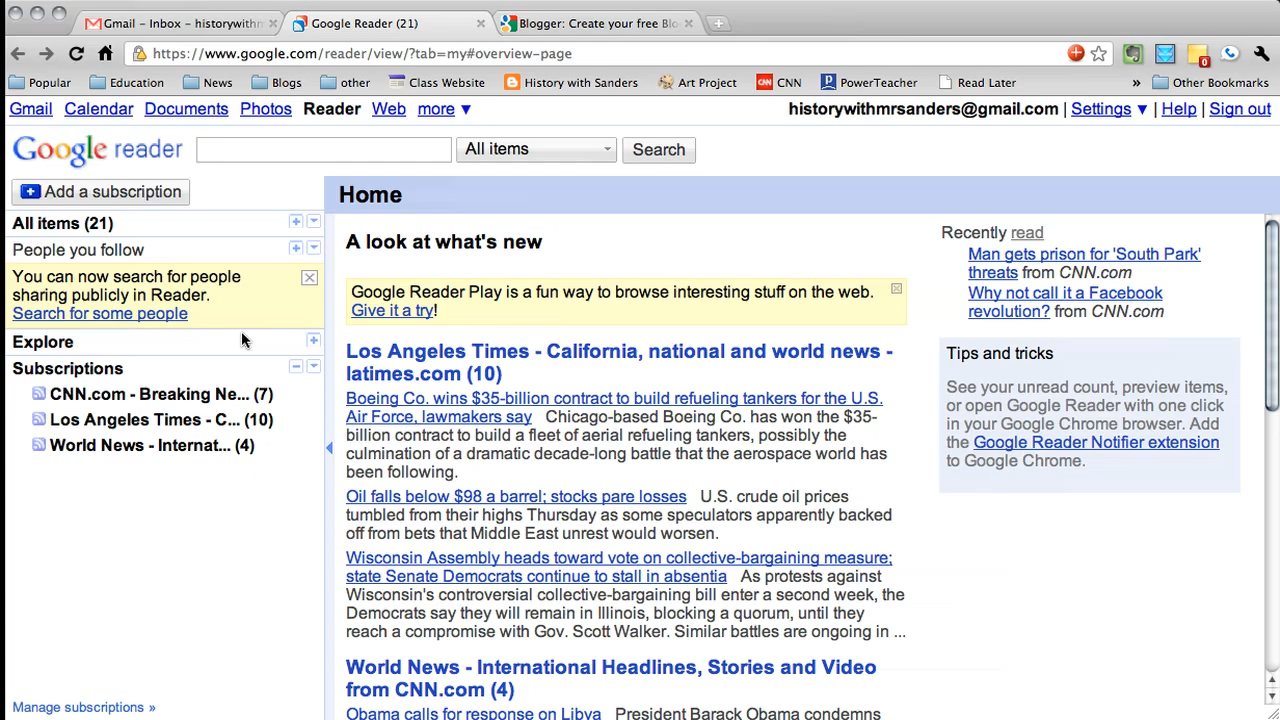 Gmail – Inbox – historywithm
Google Reader (21)
Blogger: Create your free Blo
https://www.google.com/reader/view/?tab=my#overview-page
Popular Education News Blogs other Class Website History with Sanders Art Project CNN PowerTeacher Read Later » Other Bookmarks
Gmail Calendar Documents Photos Reader Web more ▼ historywithmrsanders@gmail.com | Settings ▼ | Help | Sign out
Google reader All items Search
Add a subscription
All items (21)
People you follow
You can now search for people
sharing publicly in Reader.
Search for some people
Explore
Subscriptions
CNN.com - Breaking Ne... (7)
Los Angeles Times - C... (10)
World News - Internat... (4)
Manage subscriptions »
Home
A look at what's new
Google Reader Play is a fun way to browse interesting stuff on the web.
Give it a try!
Los Angeles Times - California, national and world news -
latimes.com (10)
Boeing Co. wins $35-billion contract to build refueling tankers for the U.S.
Air Force, lawmakers say Chicago-based Boeing Co. has won the $35-
billion contract to build a fleet of aerial refueling tankers, possibly the
culmination of a dramatic decade-long battle that the aerospace world has
been following.
Oil falls below $98 a barrel; stocks pare losses U.S. crude oil prices
tumbled from their highs Thursday as some speculators apparently backed
off from bets that Middle East unrest would worsen.
Wisconsin Assembly heads toward vote on collective-bargaining measure;
state Senate Democrats continue to stall in absentia As protests against
Wisconsin's controversial collective-bargaining bill enter a second week, the
Democrats say they will remain in Illinois, blocking a quorum, until they
reach a compromise with Gov. Scott Walker. Similar battles are ongoing in ...
World News - International Headlines, Stories and Video
from CNN.com (4)
Obama calls for response on Libya President Barack Obama condemns
Recently read
Man gets prison for 'South Park'
threats from CNN.com
Why not call it a Facebook
revolution? from CNN.com
Tips and tricks
See your unread count, preview items,
or open Google Reader with one click
in your Google Chrome browser. Add
the Google Reader Notifier extension
to Google Chrome.